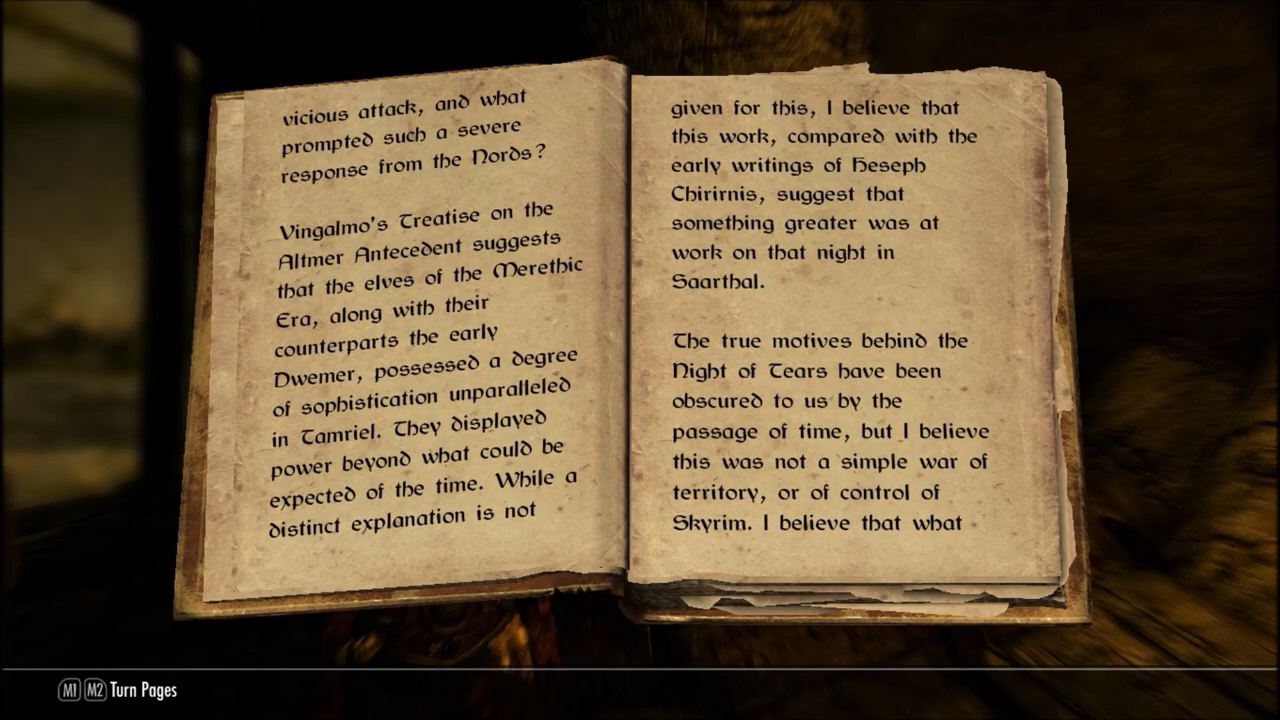 vicious attack, and what
prompted such a severe
response from the Nords?
Vingalmo's Treatise on the
Altmer Antecedent suggests
that the elves of the Merethic
Era, along with their
counterparts the early
Dwemer, possessed a degree
of sophistication unparalleled
in Tamriel. They displayed
power beyond what could be
expected of the time. While a
distinct explanation is not
given for this, I believe that
this work, compared with the
early writings of Heseph
Chirirnis, suggest that
something greater was at
work on that night in
Saarthal.
The true motives behind the
Night of Tears have been
obscured to us by the
passage of time, but I believe
this was not a simple war of
territory, or of control of
Skyrim. I believe that what
M1 M2 Turn Pages